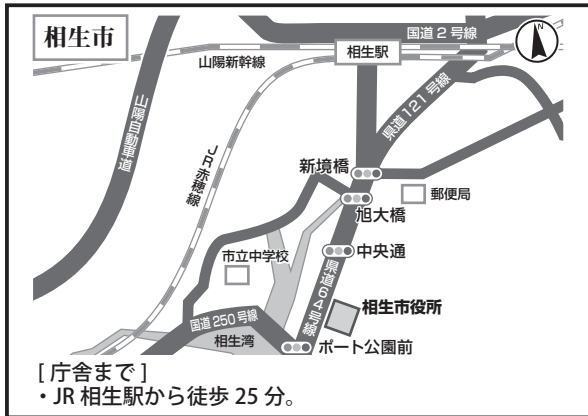 相生市
国道2号線
N
相生駅
山陽新幹線
県道121号線
山陽自動車道
JR赤穂線
新境橋
郵便局
旭大橋
市立中学校
中央通
県道64号線
相生市役所
国道250号線
相生湾
ポート公園前
[庁舎まで]
・JR 相生駅から徒歩 25 分。